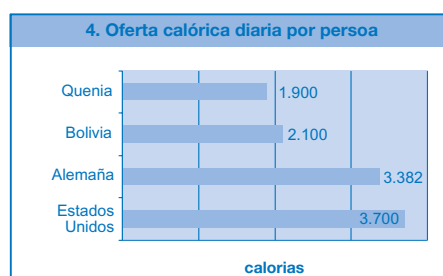 4. Oferta calórica diaria por persoa
Quenia
1.900
Bolivia
2.100
Alemaña
3.382
Estados
Unidos
3.700
calorias